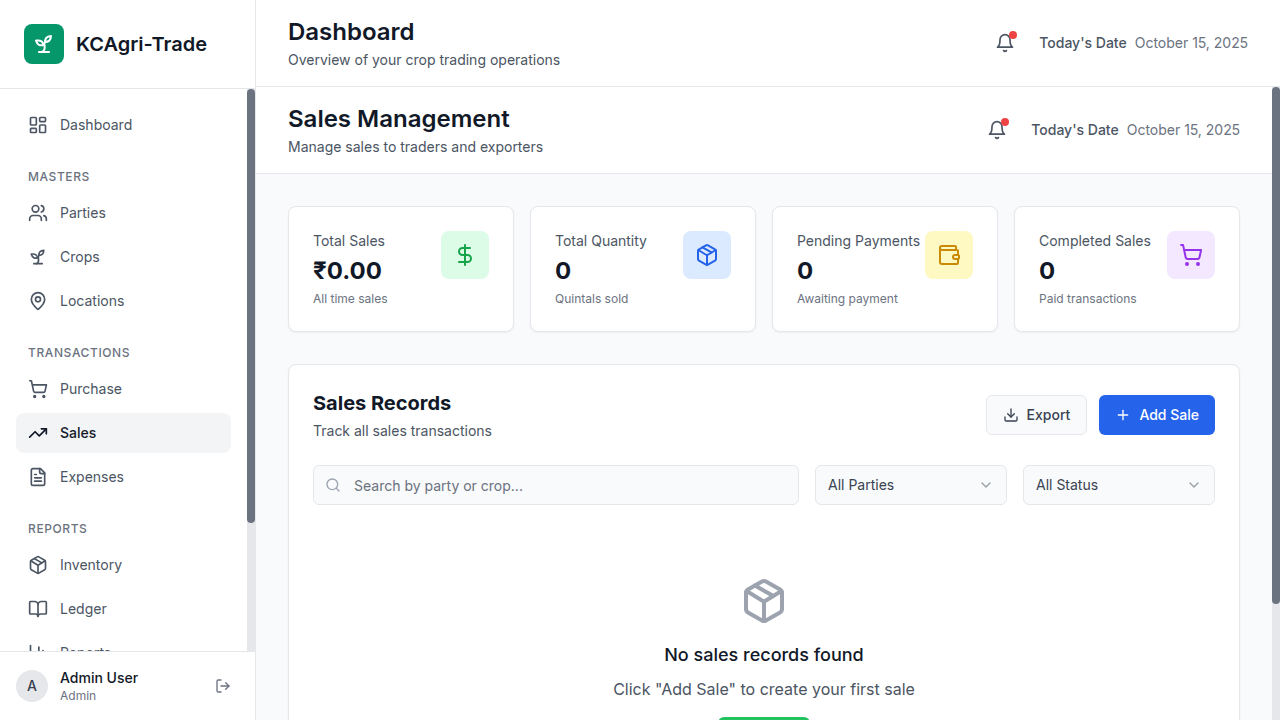 KCAgri-Trade
Dashboard
MASTERS
Parties
Crops
Locations
TRANSACTIONS
Purchase
Sales
Expenses
REPORTS
Inventory
Ledger
Reports
A
Admin User
Admin
Dashboard
Overview of your crop trading operations
Today's Date October 15, 2025
Sales Management
Manage sales to traders and exporters
Today's Date October 15, 2025
Total Sales
₹0.00
All time sales
Total Quantity
0
Quintals sold
Pending Payments
0
Awaiting payment
Completed Sales
0
Paid transactions
Sales Records
Track all sales transactions
Export
Add Sale
Search by party or crop...
All Parties
All Status
No sales records found
Click "Add Sale" to create your first sale